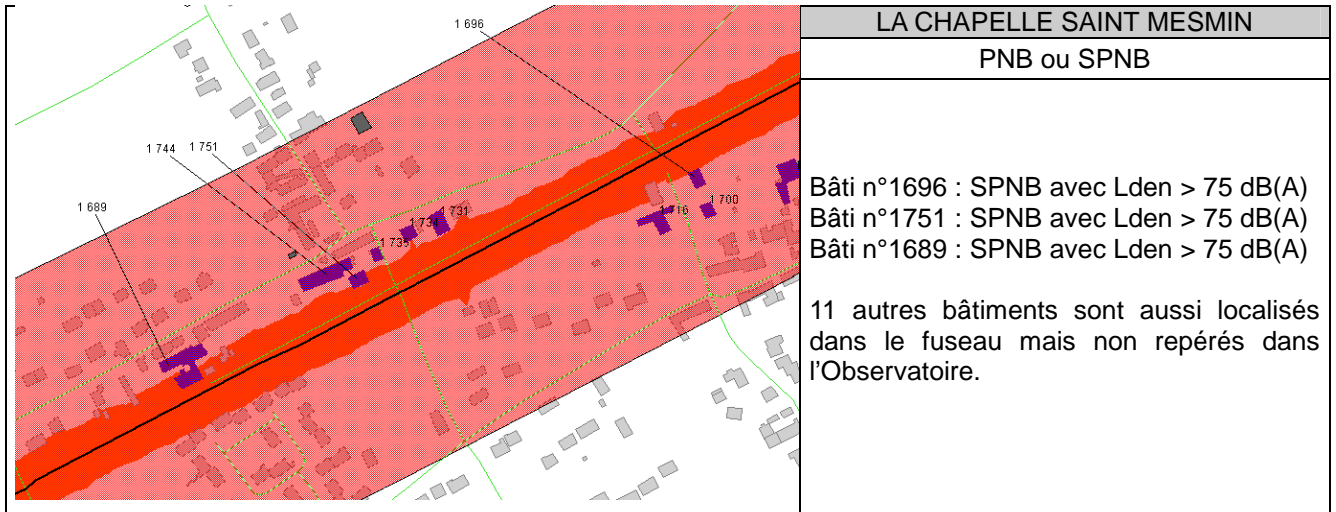 1 696
1 744
1 751
1 689
1 731
1 734
1 735
1 716
1 700
LA CHAPELLE SAINT MESMIN
PNB ou SPNB
Bâti n°1696 : SPNB avec Lden > 75 dB(A)
Bâti n°1751 : SPNB avec Lden > 75 dB(A)
Bâti n°1689 : SPNB avec Lden > 75 dB(A)
11 autres bâtiments sont aussi localisés
dans le fuseau mais non repérés dans
l'Observatoire.